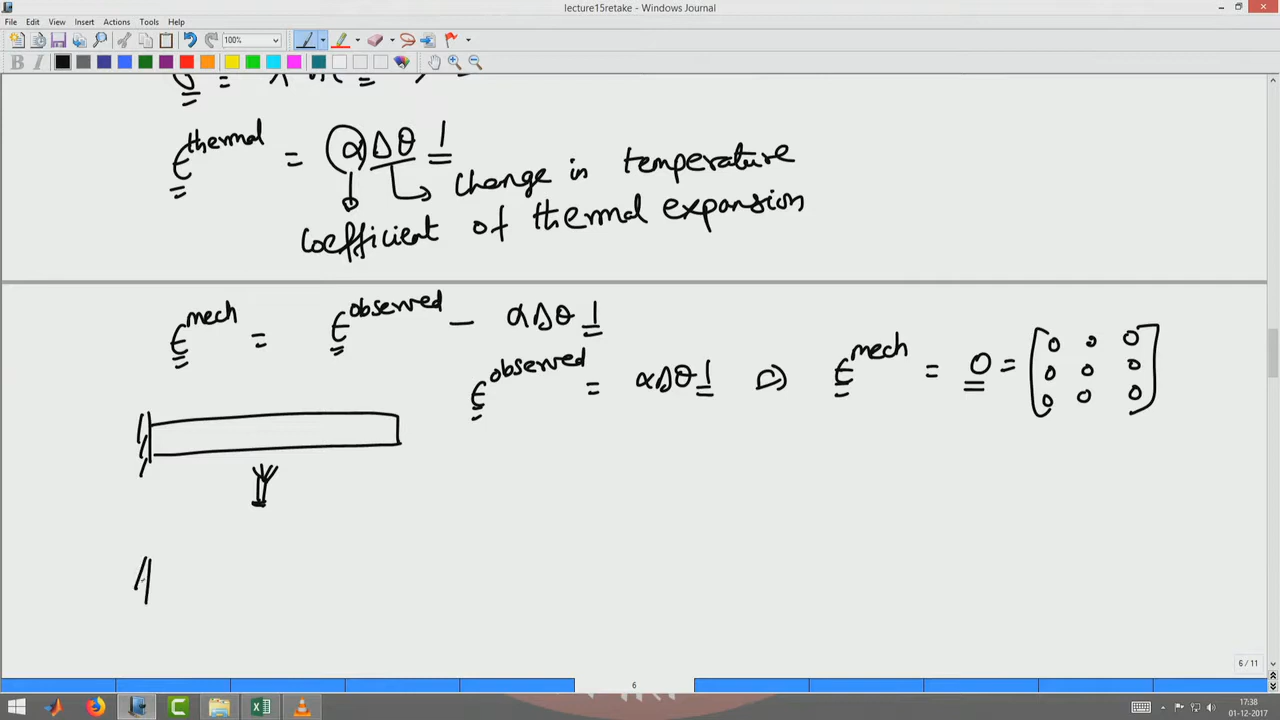 lecture15retake - Windows Journal
File Edit View Insert Actions Tools Help
100%
B I
ε^thermal = α Δθ 1
Change in temperature
Coefficient of thermal expansion
ε^mech = ε^observed - αΔθ 1
ε^observed = αΔθ 1 ⇒ ε^mech = 0 = [0 0 0
0 0 0
0 0 0]
6 / 11
6
17:38
01-12-2017